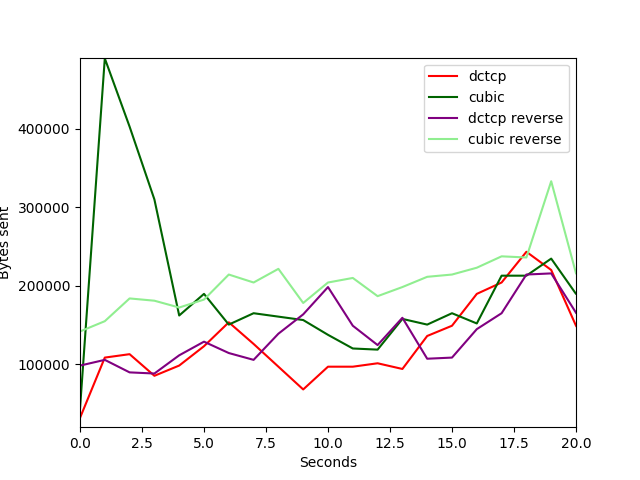 dctcp
cubic
dctcp reverse
cubic reverse
400000
300000
200000
100000
Bytes sent
0.0 2.5 5.0 7.5 10.0 12.5 15.0 17.5 20.0
Seconds